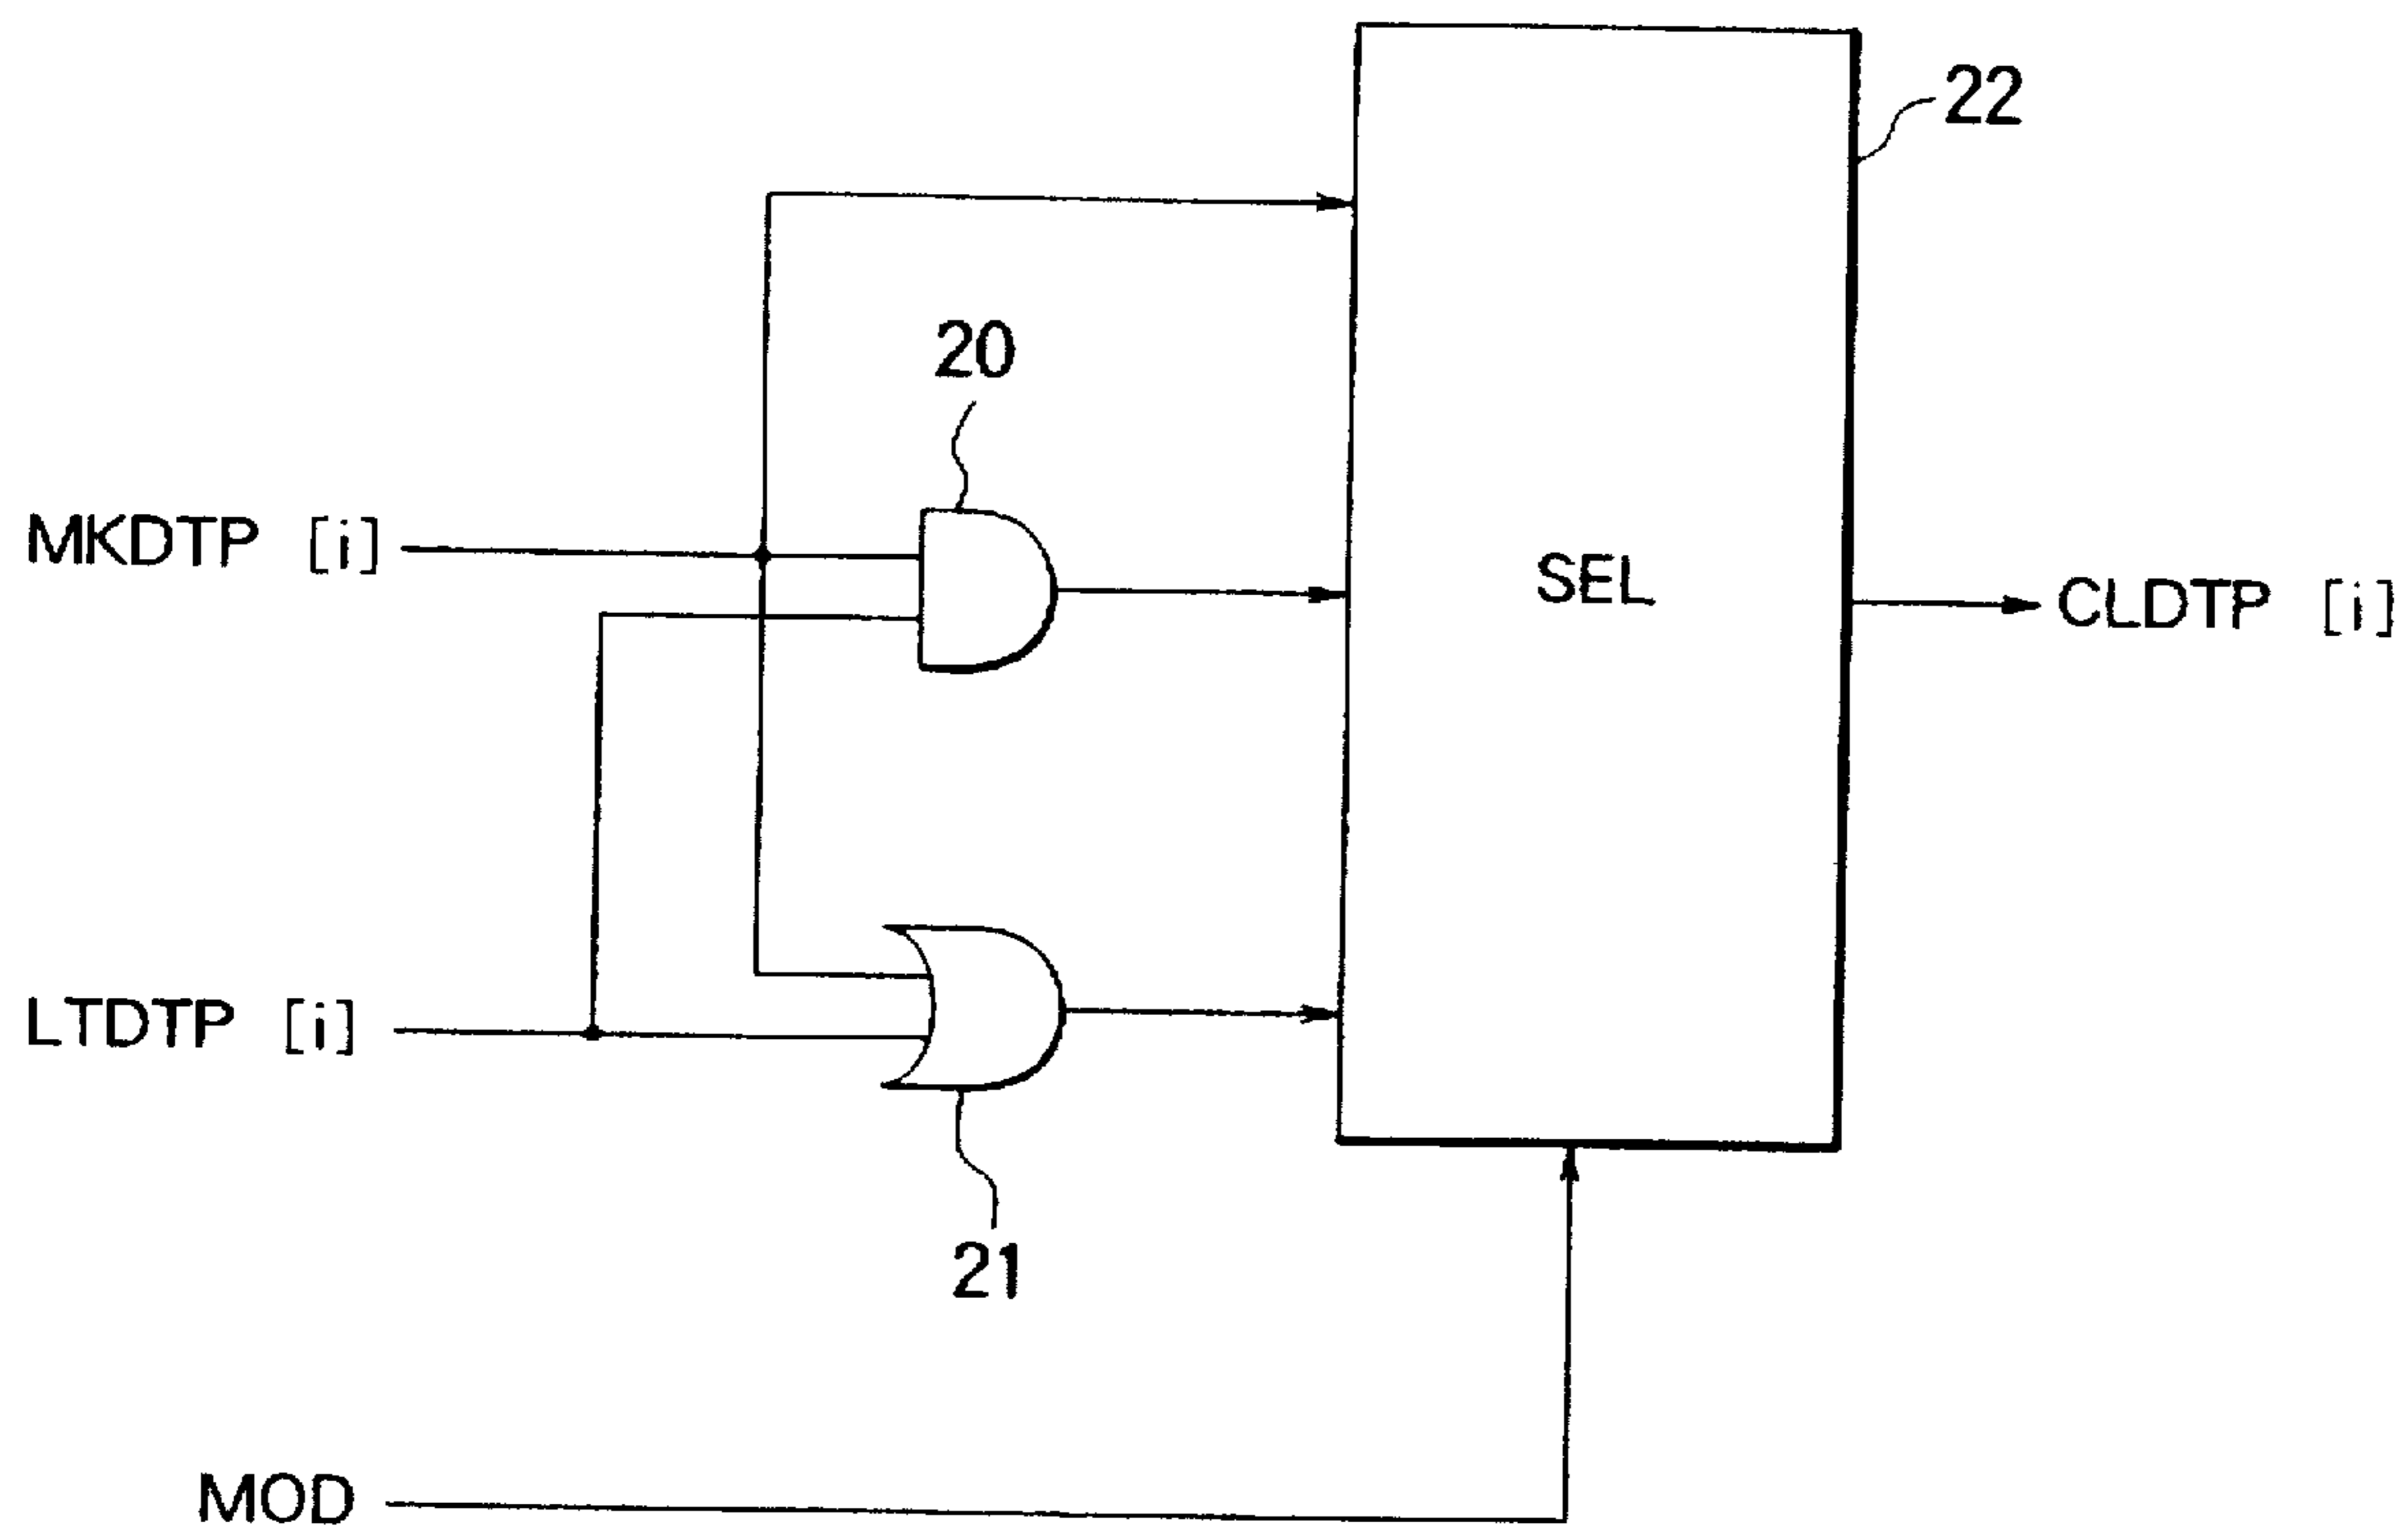 22
20
MKDTP [i]
SEL
CLDTP [i]
LTDTP [i]
21
MOD